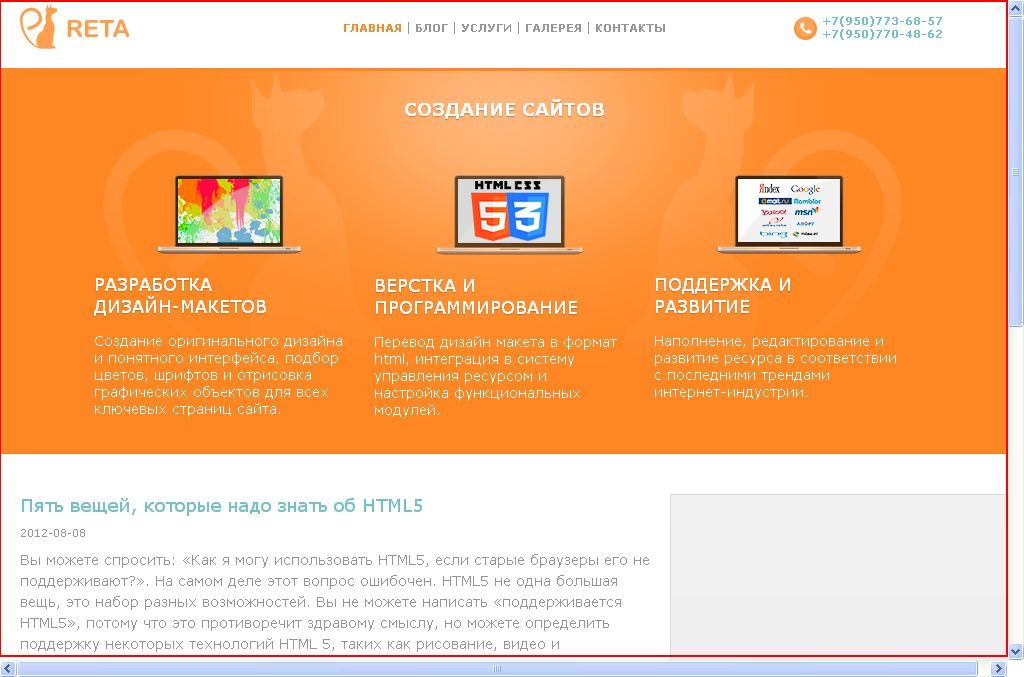 RETA
ГЛАВНАЯ | БЛОГ | УСЛУГИ | ГАЛЕРЕЯ | КОНТАКТЫ
+7(950)773-68-57
+7(950)770-48-62
СОЗДАНИЕ САЙТОВ
HTML CSS
5 3
Яndex Google
@mail.ru Rambler
Yahoo! msn
АПОРТ
bing
РАЗРАБОТКА
ДИЗАЙН-МАКЕТОВ
Создание оригинального дизайна
и понятного интерфейса, подбор
цветов, шрифтов и отрисовка
графических объектов для всех
ключевых страниц сайта.
ВЕРСТКА И
ПРОГРАММИРОВАНИЕ
Перевод дизайн макета в формат
html, интеграция в систему
управления ресурсом и
настройка функциональных
модулей.
ПОДДЕРЖКА И
РАЗВИТИЕ
Наполнение, редактирование и
развитие ресурса в соответствии
с последними трендами
интернет-индустрии.
Пять вещей, которые надо знать об HTML5
2012-08-08
Вы можете спросить: «Как я могу использовать HTML5, если старые браузеры его не
поддерживают?». На самом деле этот вопрос ошибочен. HTML5 не одна большая
вещь, это набор разных возможностей. Вы не можете написать «поддерживается
HTML5», потому что это противоречит здравому смыслу, но можете определить
поддержку некоторых технологий HTML 5, таких как рисование, видео и